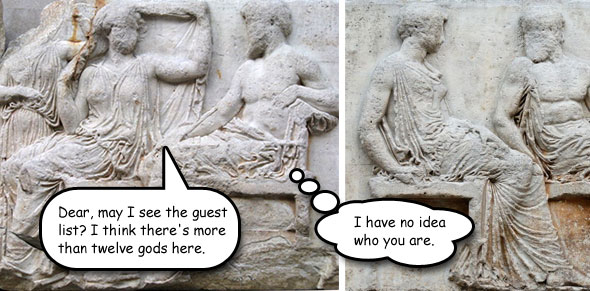 Dear, may I see the guest
list? I think there's more
than twelve gods here.
I have no idea
who you are.